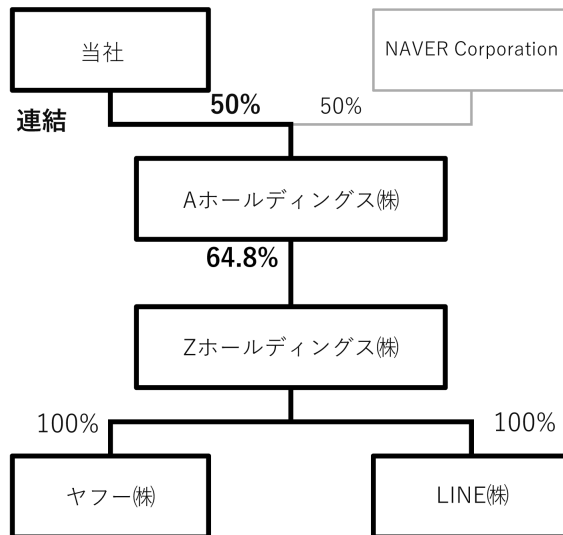 当社
NAVER Corporation
50%
50%
連結
Aホールディングス㈱
64.8%
Zホールディングス㈱
100%
100%
ヤフー㈱
LINE㈱